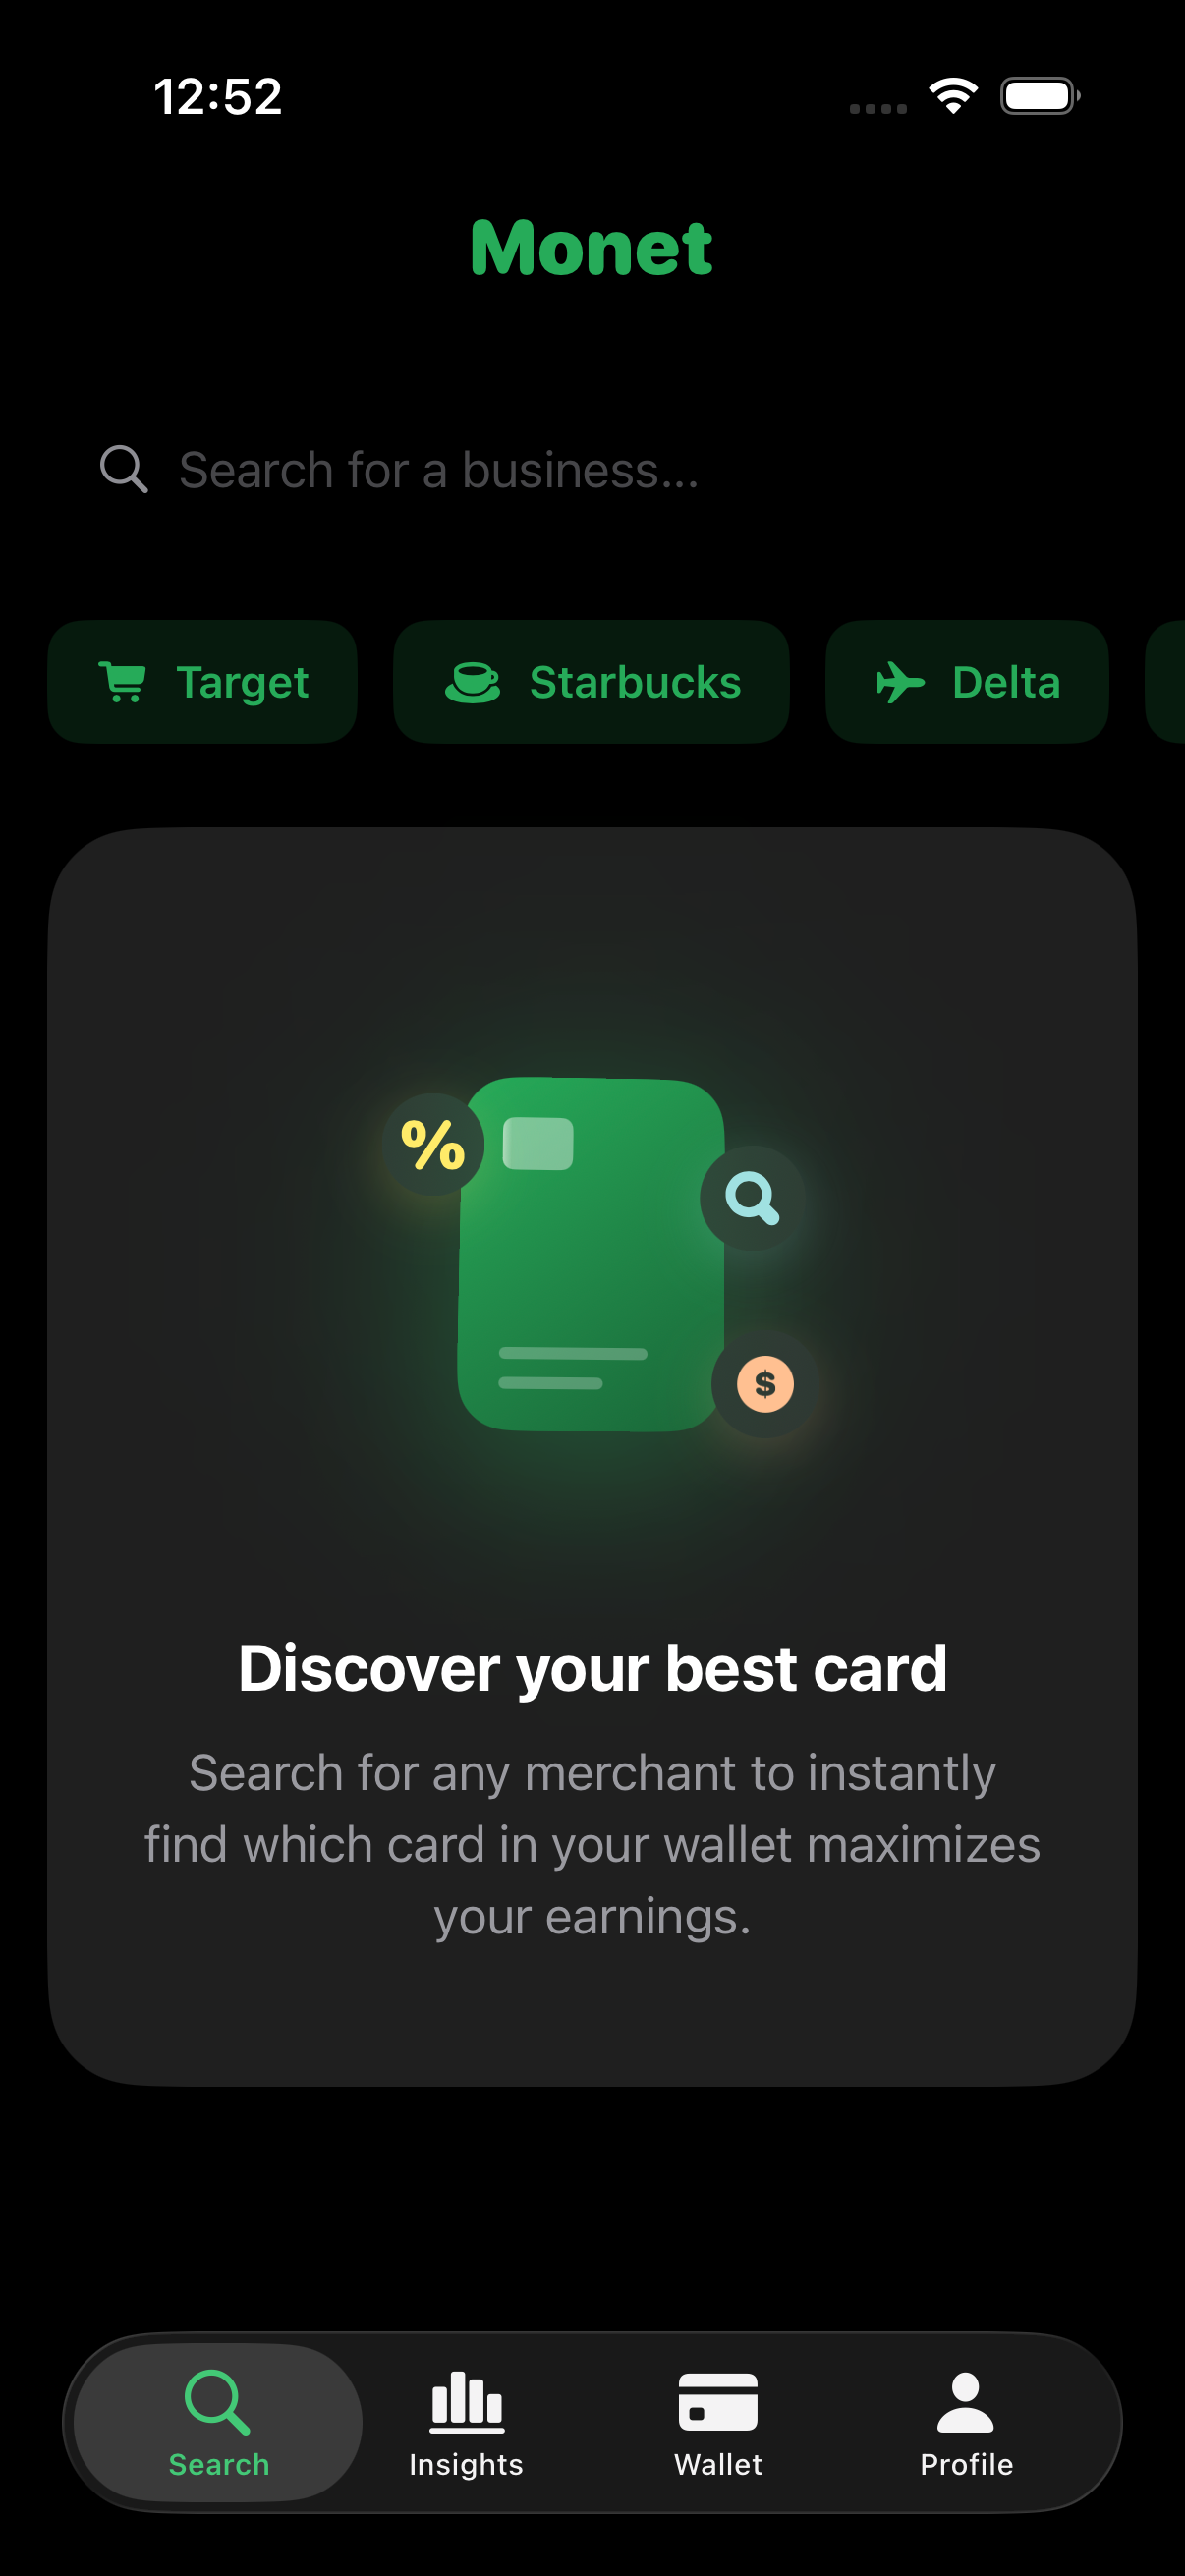 12:52
Monet
Search for a business...
Target
Starbucks
Delta
%
$
Discover your best card
Search for any merchant to instantly
find which card in your wallet maximizes
your earnings.
Search
Insights
Wallet
Profile